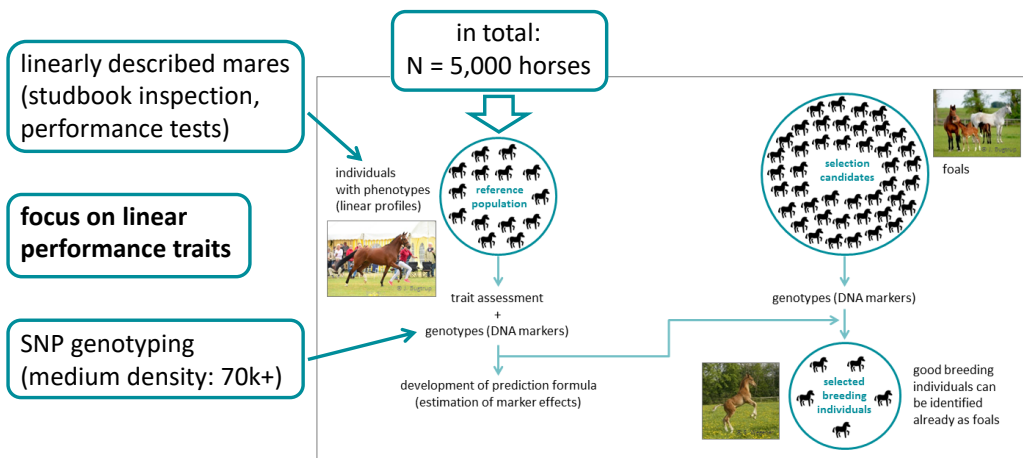 linearly described mares
(studbook inspection,
performance tests)
in total:
N = 5,000 horses
focus on linear
performance traits
SNP genotyping
(medium density: 70k+)
individuals
with phenotypes
(linear profiles)
reference
population
trait assessment
+
genotypes (DNA markers)
development of prediction formula
(estimation of marker effects)
selection
candidates
foals
genotypes (DNA markers)
selected
breeding
individuals
good breeding
individuals can
be identified
already as foals